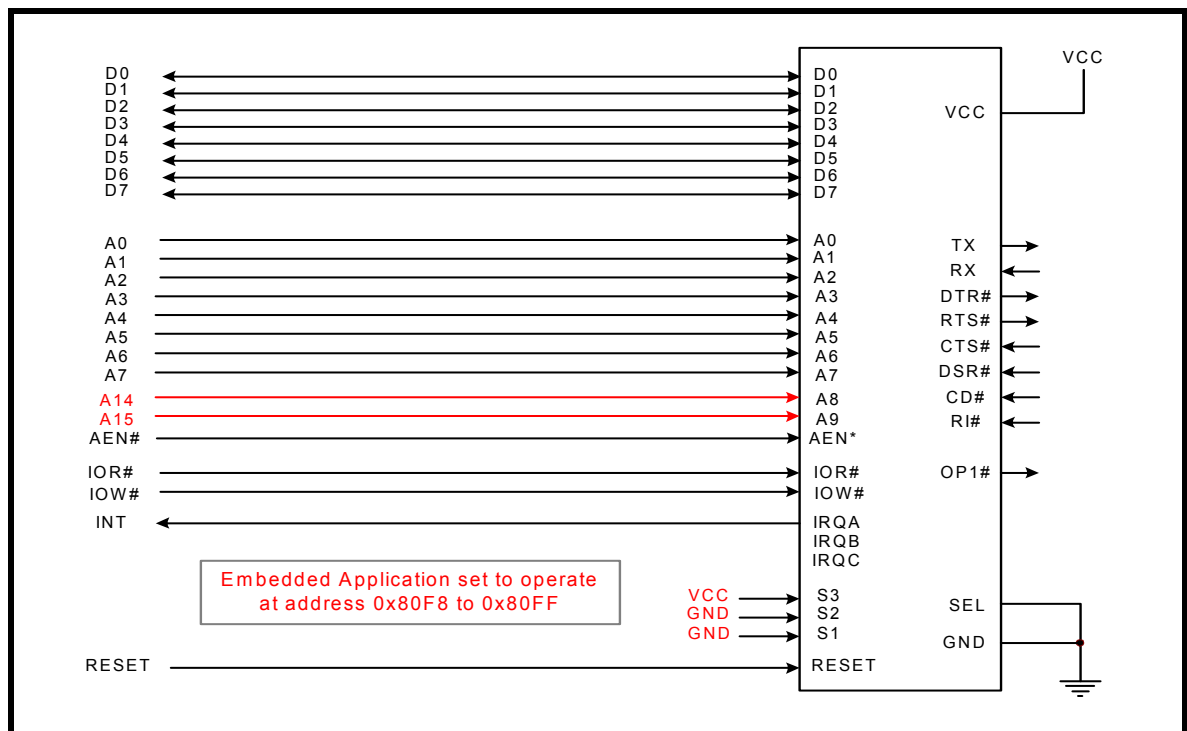 VCC
D0
D1
D2
D3
D4
D5
D6
D7
D0
D1
D2
D3
D4
D5
D6
D7
VCC
A0
A1
A2
A3
A4
A5
A6
A7
A14
A15
AEN#
A0
A1
A2
A3
A4
A5
A6
A7
A8
A9
AEN*
TX
RX
DTR#
RTS#
CTS#
DSR#
CD#
RI#
IOR#
IOW#
INT
IOR#
IOW#
IRQA
IRQB
IRQC
OP1#
Embedded Application set to operate
at address 0x80F8 to 0x80FF
VCC
GND
GND
S3
S2
S1
SEL
GND
RESET
RESET